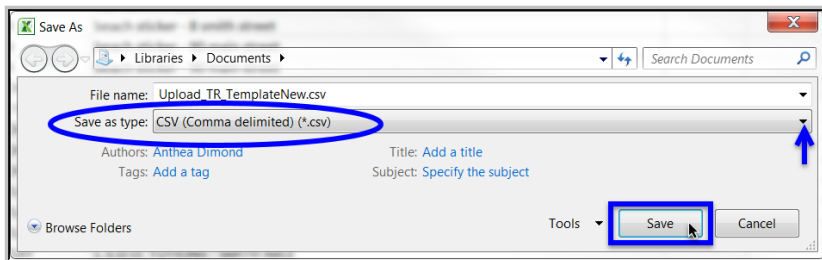 Save As
Libraries Documents Search Documents
File name: Upload_TR_TemplateNew.csv
Save as type: CSV (Comma delimited) (*.csv)
Authors: Anthea Dimond Title: Add a title
Tags: Add a tag Subject: Specify the subject
Browse Folders Tools Save Cancel